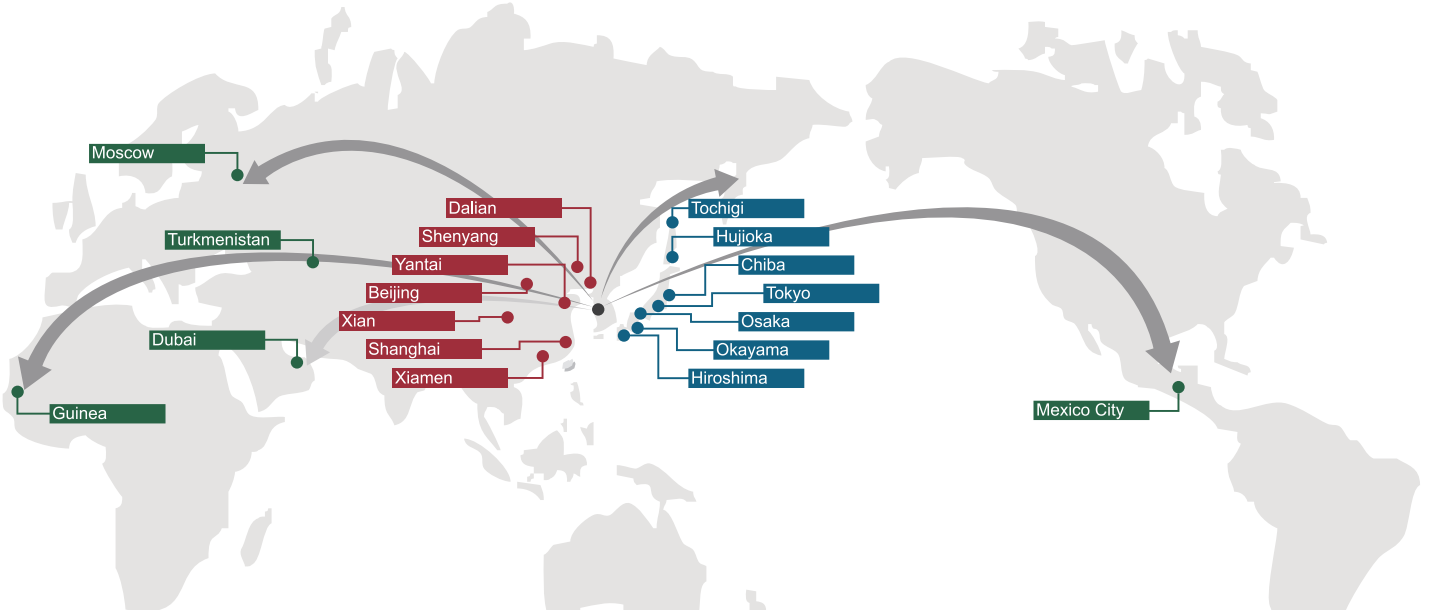 Moscow
Dalian
Tochigi
Shenyang
Hujioka
Turkmenistan
Yantai
Chiba
Beijing
Tokyo
Xian
Osaka
Dubai
Shanghai
Okayama
Xiamen
Hiroshima
Guinea
Mexico City